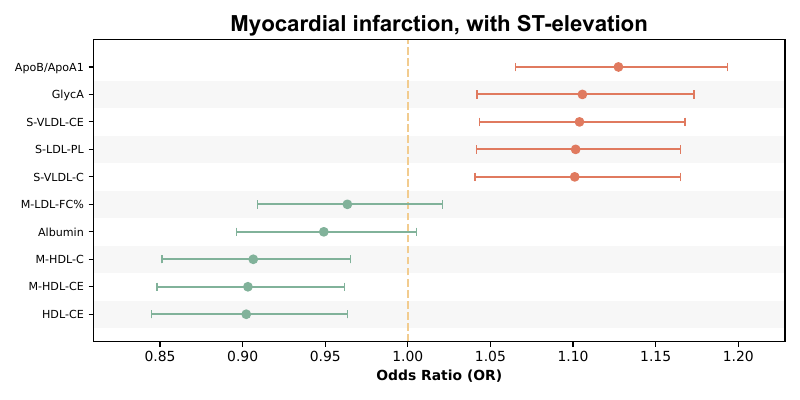 Myocardial infarction, with ST-elevation
ApoB/ApoA1
GlycA
S-VLDL-CE
S-LDL-PL
S-VLDL-C
M-LDL-FC%
Albumin
M-HDL-C
M-HDL-CE
HDL-CE
0.85 0.90 0.95 1.00 1.05 1.10 1.15 1.20
Odds Ratio (OR)